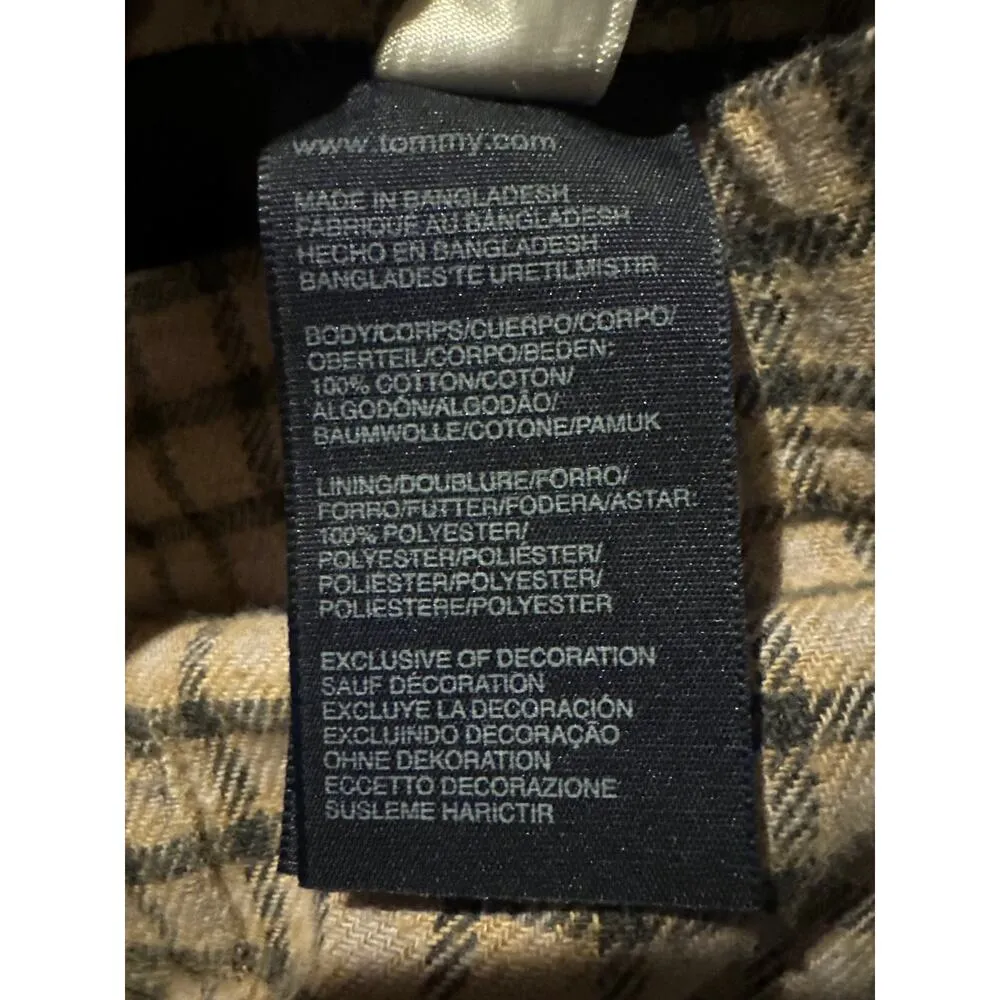 www.tommy.com
MADE IN BANGLADESH
FABRIQUÉ AU BANGLADESH
HECHO EN BANGLADESH
BANGLADES'TE URETILMISTIR
BODY/CORPS/CUERPO/CORPO/
OBERTEIL/CORPO/BEDEN:
100% COTTON/COTON/
ALGODÓN/ALGODÃO/
BAUMWOLLE/COTONE/PAMUK
LINING/DOUBLURE/FORRO/
FORRO/FUTTER/FODERA/ASTAR:
100% POLYESTER/
POLYESTER/POLIÉSTER/
POLIESTER/POLYESTER/
POLIESTERE/POLYESTER
EXCLUSIVE OF DECORATION
SAUF DÉCORATION
EXCLUYE LA DECORACIÓN
EXCLUINDO DECORAÇÃO
OHNE DEKORATION
ECCETTO DECORAZIONE
SUSLEME HARICTIR